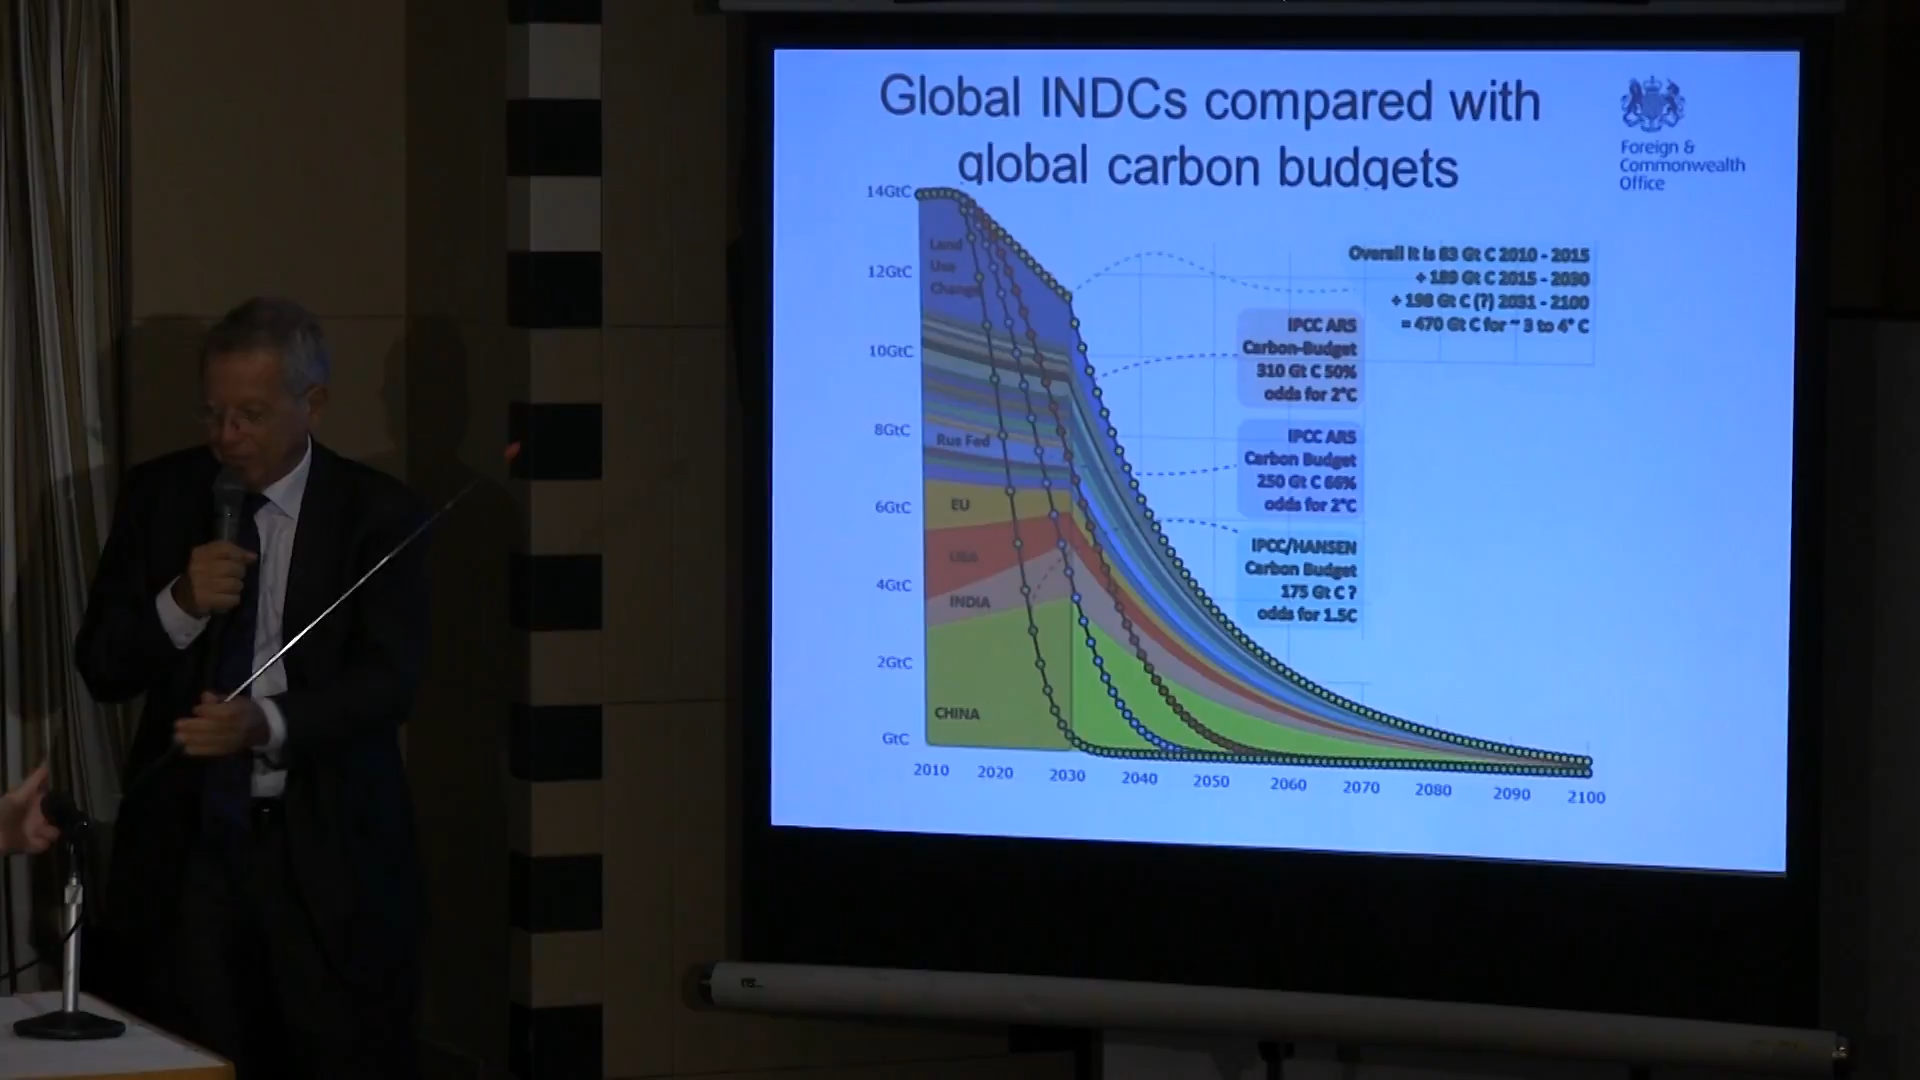 Global INDCs compared with
global carbon budgets
Foreign &
Commonwealth
Office
14GtC
12GtC
10GtC
8GtC
6GtC
4GtC
2GtC
GtC
Land
Use
Change
Rus Fed
EU
USA
INDIA
CHINA
Overall it is 83 Gt C 2010 - 2015
+ 189 Gt C 2015 - 2030
+ 198 Gt C (?) 2031 - 2100
= 470 Gt C for ~ 3 to 4° C
IPCC AR5
Carbon-Budget
310 Gt C 50%
odds for 2°C
IPCC AR5
Carbon Budget
250 Gt C 66%
odds for 2°C
IPCC/HANSEN
Carbon Budget
175 Gt C ?
odds for 1.5C
2010 2020 2030 2040 2050 2060 2070 2080 2090 2100